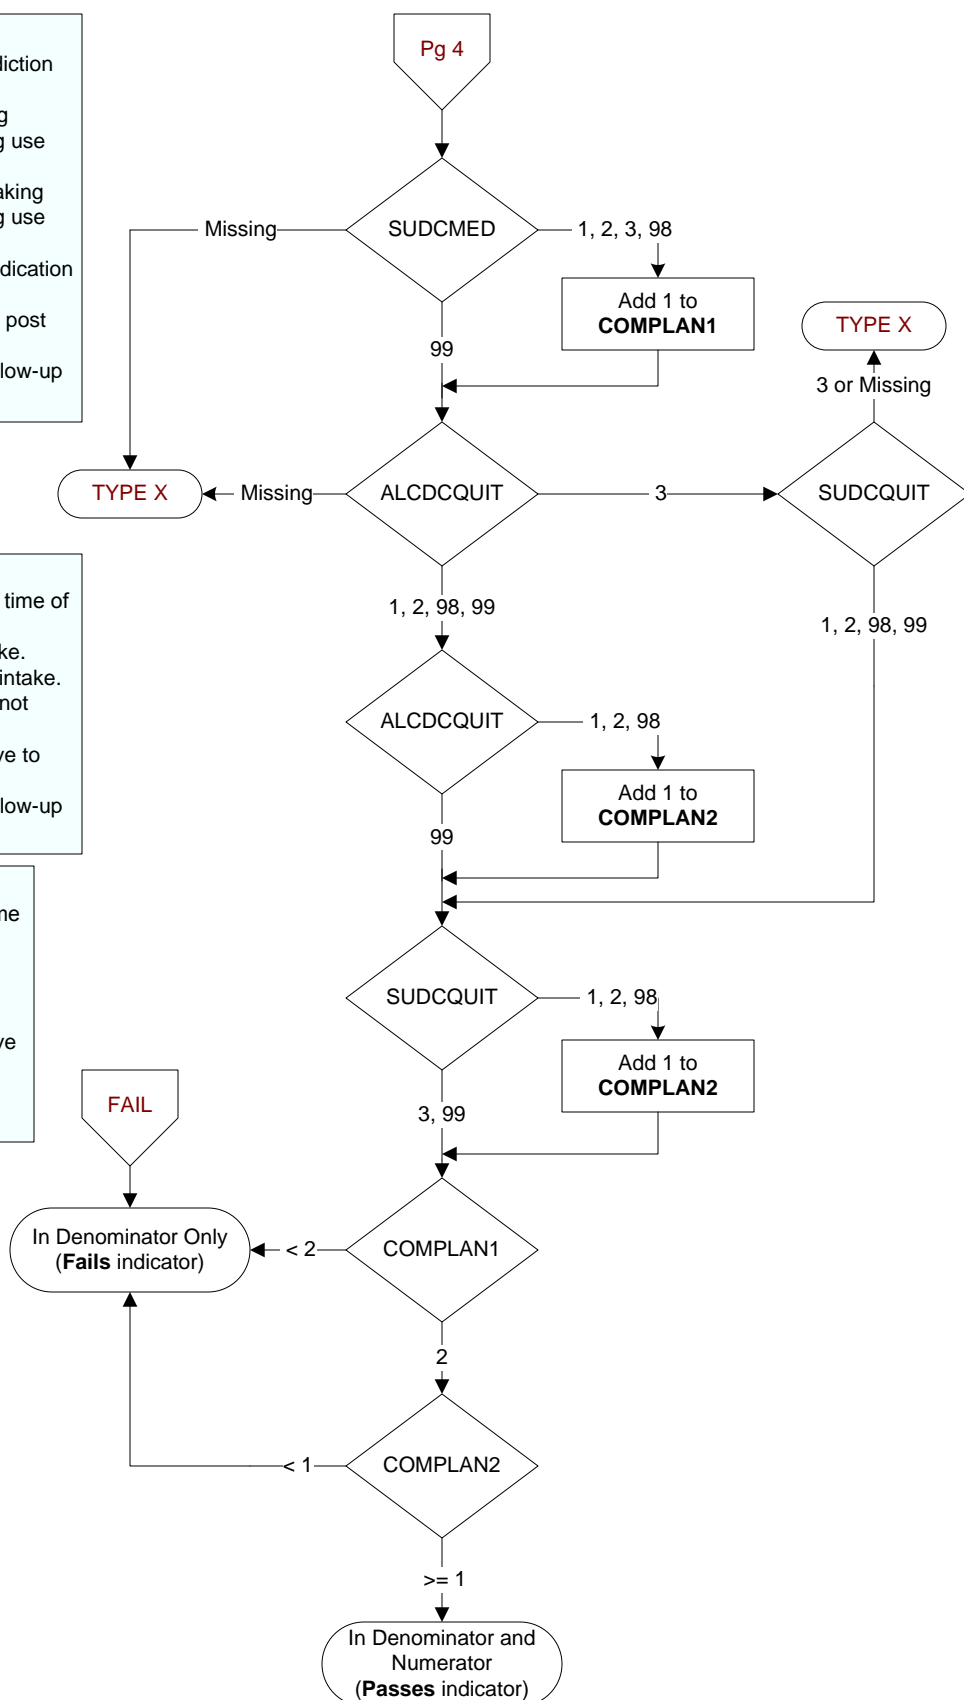 Pg 4
diction
g
g use
aking
g use
dication
post
low-up
SUDCMED
Missing
1, 2, 3, 98
Add 1 to
COMPLAN1
99
TYPE X
3 or Missing
TYPE X
Missing
ALCDCQUIT
3
SUDCQUIT
time of
ke.
intake.
not
ve to
low-up
1, 2, 98, 99
1, 2, 98, 99
ALCDCQUIT
1, 2, 98
Add 1 to
COMPLAN2
99
me
ve
SUDCQUIT
1, 2, 98
Add 1 to
COMPLAN2
3, 99
FAIL
In Denominator Only
(Fails indicator)
< 2
COMPLAN1
2
< 1
COMPLAN2
>= 1
In Denominator and
Numerator
(Passes indicator)